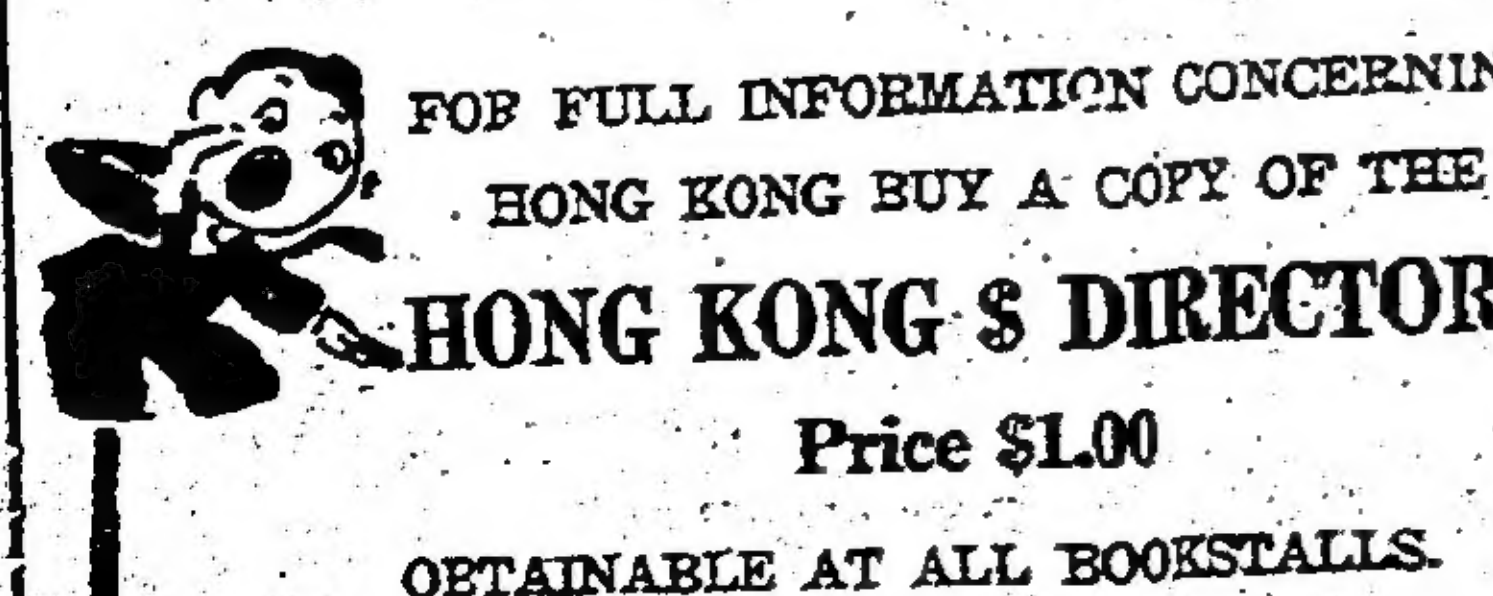 FOR FULL INFORMATION CONCERNIN
HONG KONG BUY A COPY OF THE
HONG KONG $ DIRECTOR
Price $1.00
OBTAINABLE AT ALL BOOKSTALLS.